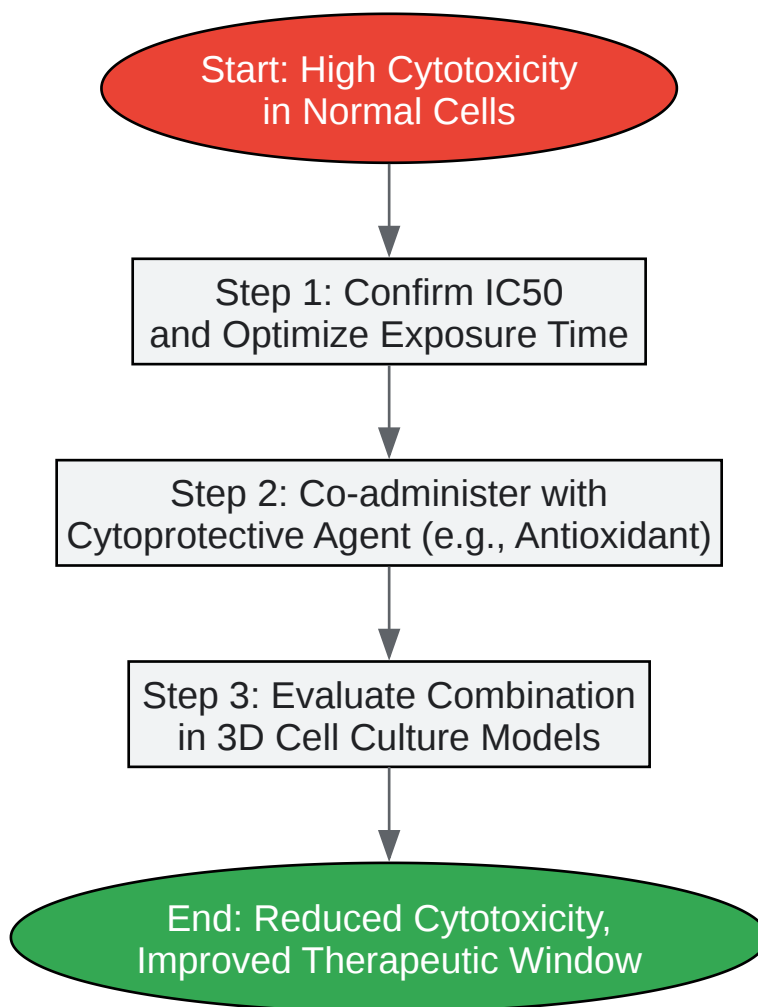 Start: High Cytotoxicity
in Normal Cells
Step 1: Confirm IC50
and Optimize Exposure Time
Step 2: Co-administer with
Cytoprotective Agent (e.g., Antioxidant)
Step 3: Evaluate Combination
in 3D Cell Culture Models
End: Reduced Cytotoxicity,
Improved Therapeutic Window